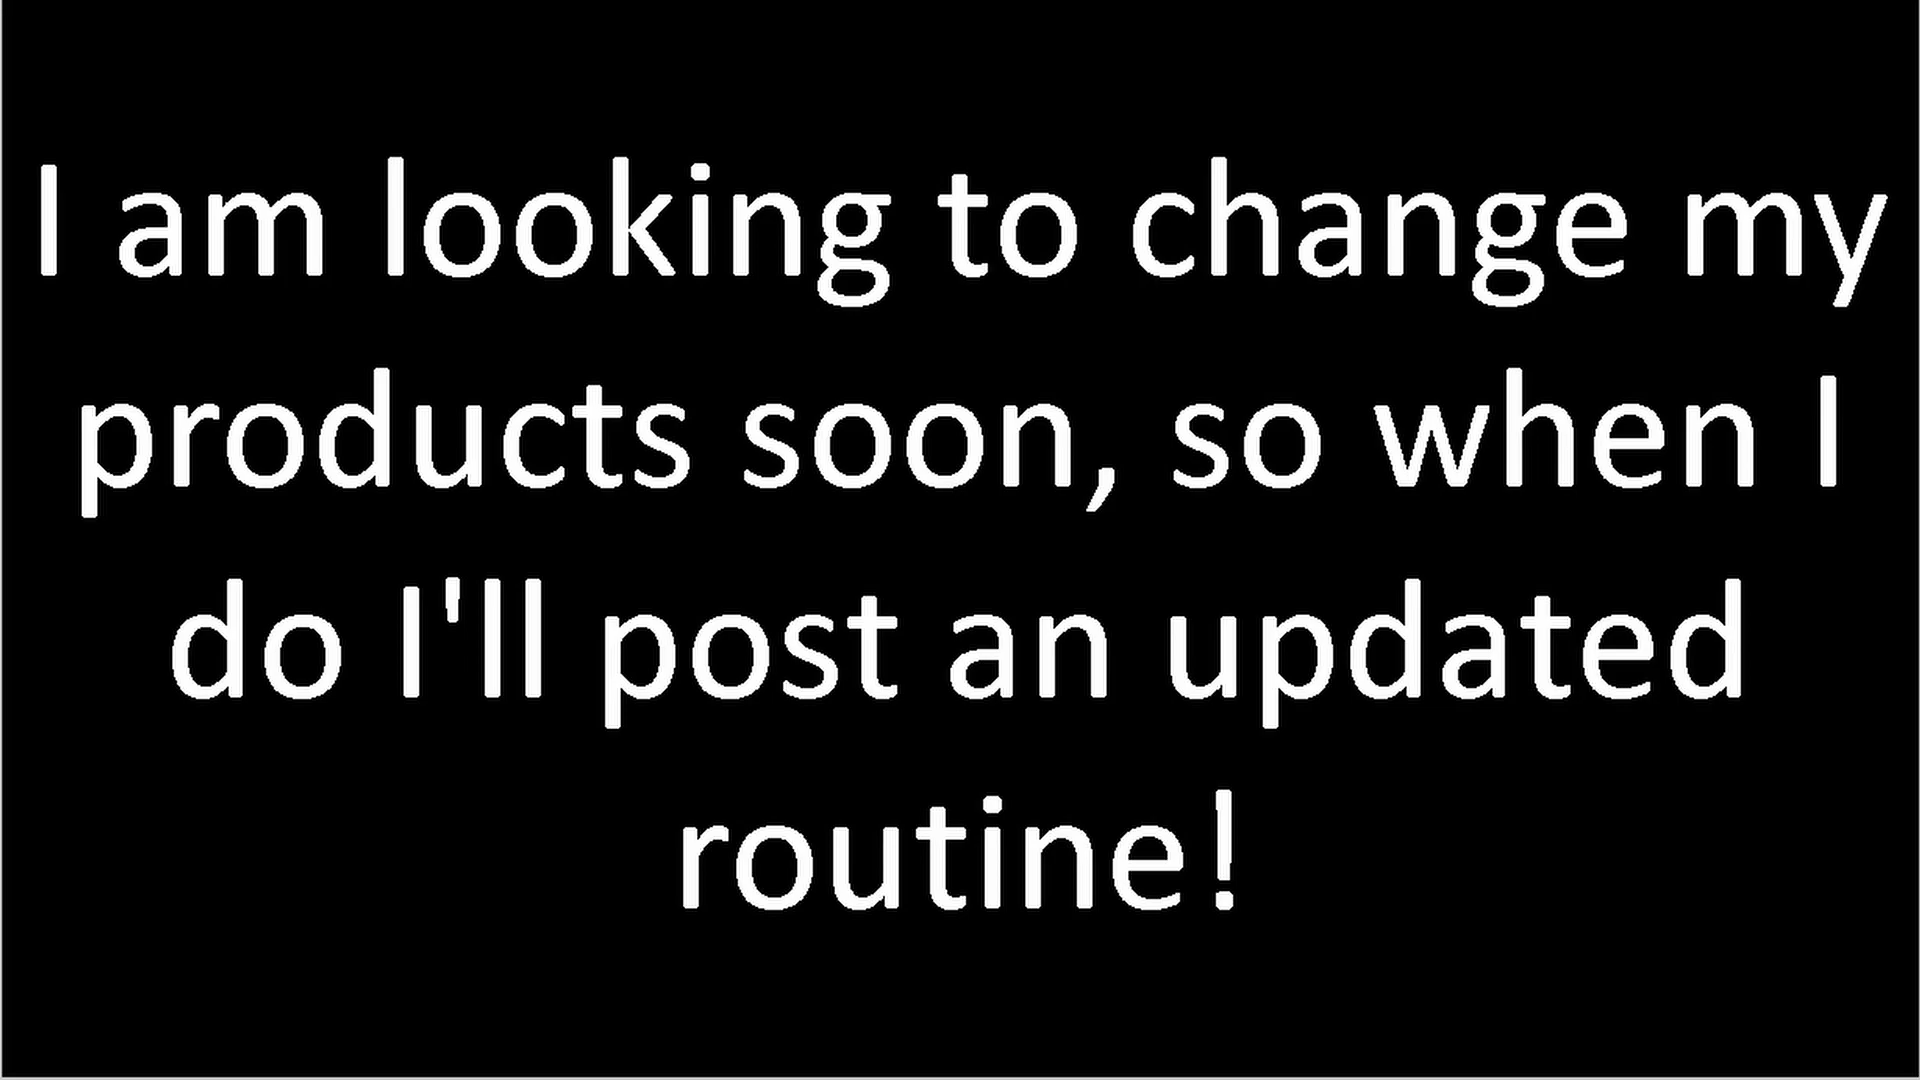 I am looking to change my
products soon, so when I
do I'll post an updated
routine!